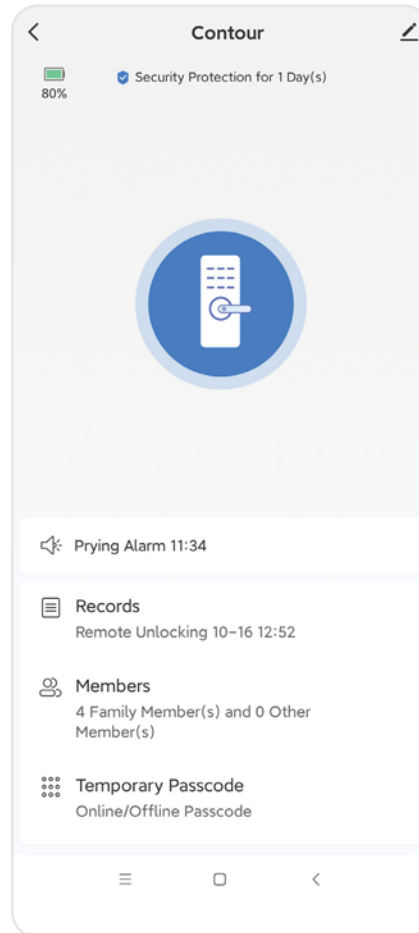 Contour
80%
Security Protection for 1 Day(s)
Prying Alarm 11:34
Records
Remote Unlocking 10-16 12:52
Members
4 Family Member(s) and 0 Other
Member(s)
Temporary Passcode
Online/Offline Passcode